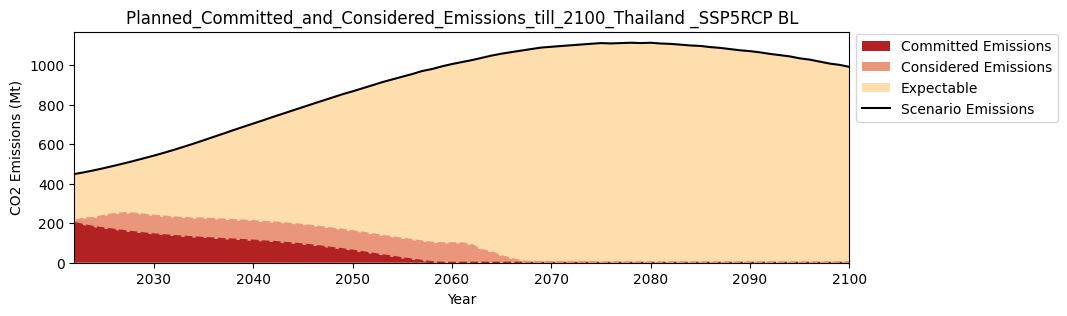 Planned_Committed_and_Considered_Emissions_till_2100_Thailand _SSP5RCP BL
CO2 Emissions (Mt)
1000
800
600
400
200
0
2030 2040 2050 2060 2070 2080 2090 2100
Year
Committed Emissions
Considered Emissions
Expectable
Scenario Emissions